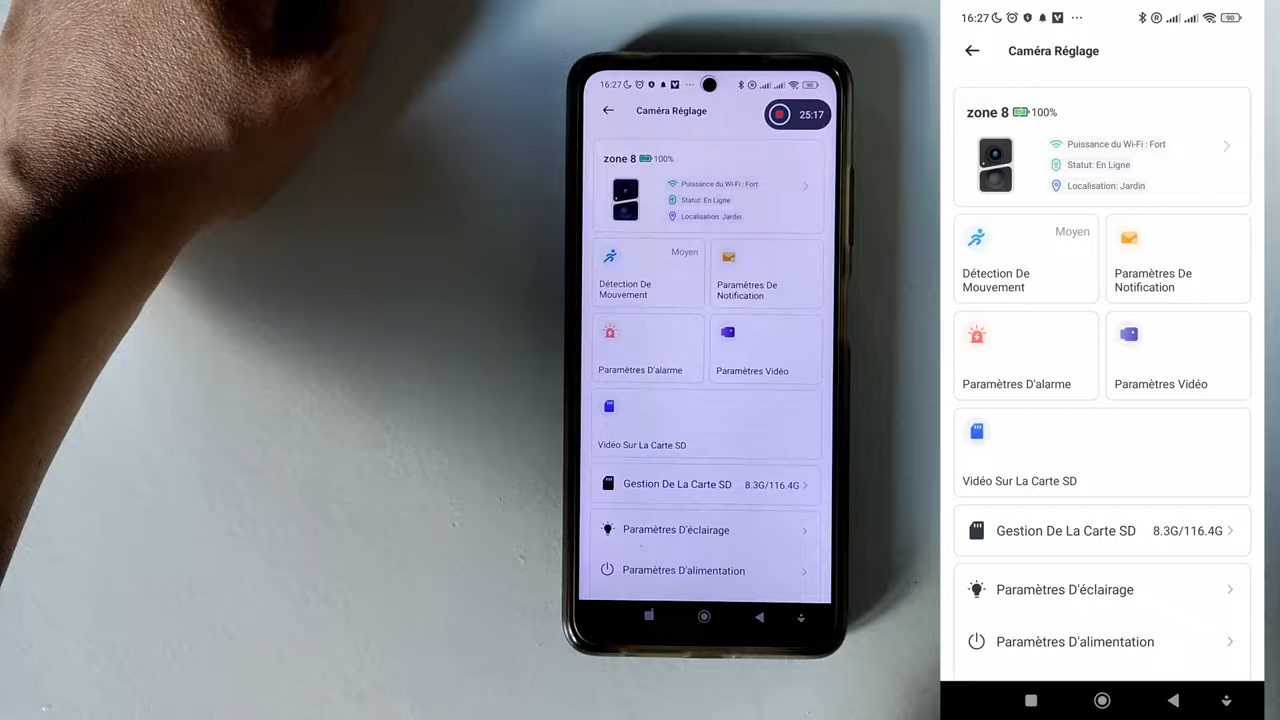 16:27
Caméra Réglage
25:17
zone 8 100%
Puissance du Wi-Fi : Fort
Statut: En Ligne
Localisation: Jardin
Moyen
Détection De
Mouvement
Paramètres De
Notification
Paramètres D'alarme
Paramètres Vidéo
Vidéo Sur La Carte SD
Gestion De La Carte SD 8.3G/116.4G
Paramètres D'éclairage
Paramètres D'alimentation
16:27 90
Caméra Réglage
zone 8 100%
Puissance du Wi-Fi : Fort
Statut: En Ligne
Localisation: Jardin
Moyen
Détection De
Mouvement
Paramètres De
Notification
Paramètres D'alarme
Paramètres Vidéo
Vidéo Sur La Carte SD
Gestion De La Carte SD 8.3G/116.4G
Paramètres D'éclairage
Paramètres D'alimentation